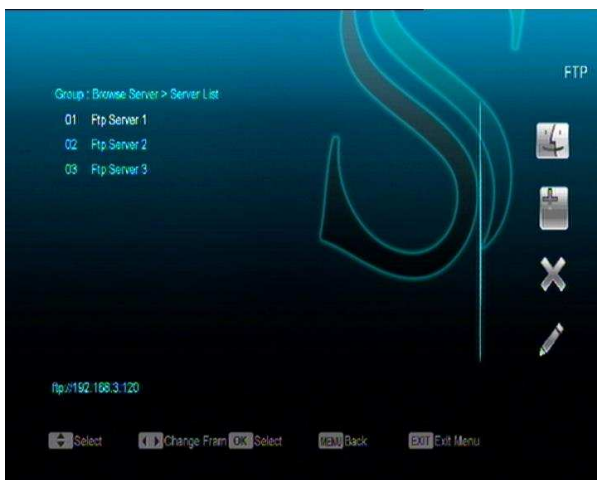 FTP
Group : Browse Server > Server List
01 Ftp Server 1
02 Ftp Server 2
03 Ftp Server 3
ftp://192.168.3.120
Select Change Fram OK Select MENU Back EXIT Exit Menu